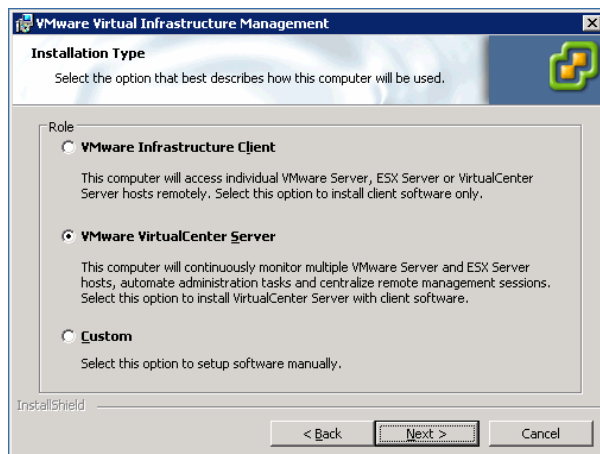 VMware Virtual Infrastructure Management
Installation Type
Select the option that best describes how this computer will be used.
Role
VMware Infrastructure Client
This computer will access individual VMware Server, ESX Server or VirtualCenter
Server hosts remotely. Select this option to install client software only.
VMware VirtualCenter Server
This computer will continuously monitor multiple VMware Server and ESX Server
hosts, automate administration tasks and centralize remote management sessions.
Select this option to install VirtualCenter Server with client software.
Custom
Select this option to setup software manually.
InstallShield
< Back
Next >
Cancel